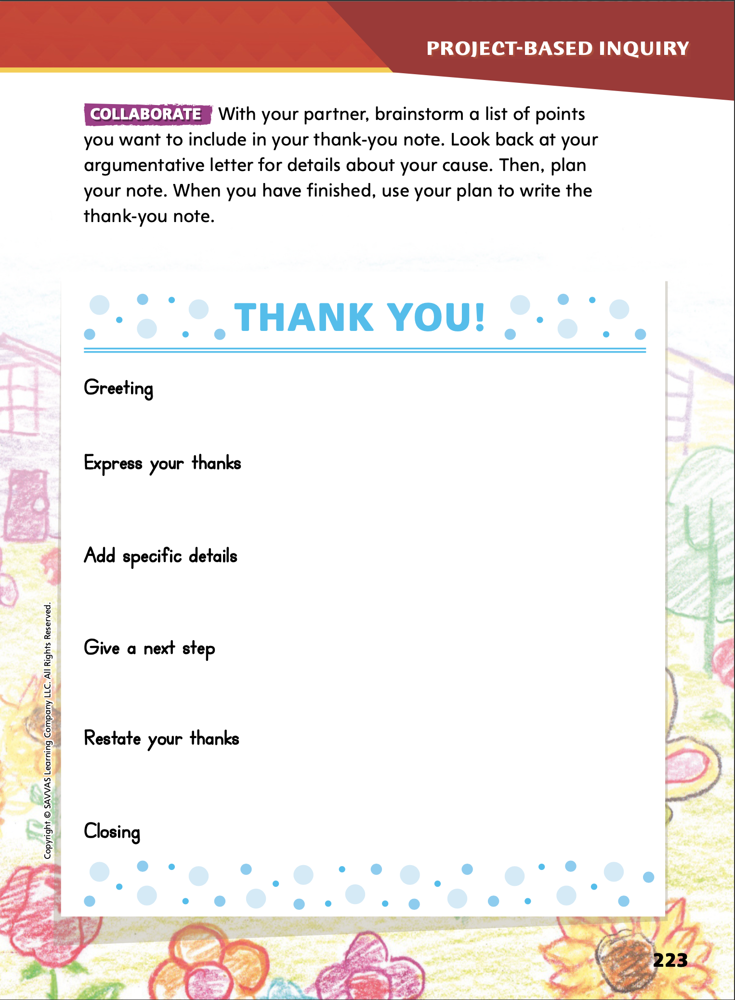 PROJECT-BASED INQUIRY
COLLABORATE With your partner, brainstorm a list of points
you want to include in your thank-you note. Look back at your
argumentative letter for details about your cause. Then, plan
your note. When you have finished, use your plan to write the
thank-you note.
THANK YOU!
Greeting
Express your thanks
Add specific details
Give a next step
Restate your thanks
Closing
Copyright © SAVVAS Learning Company LLC. All Rights Reserved.
223